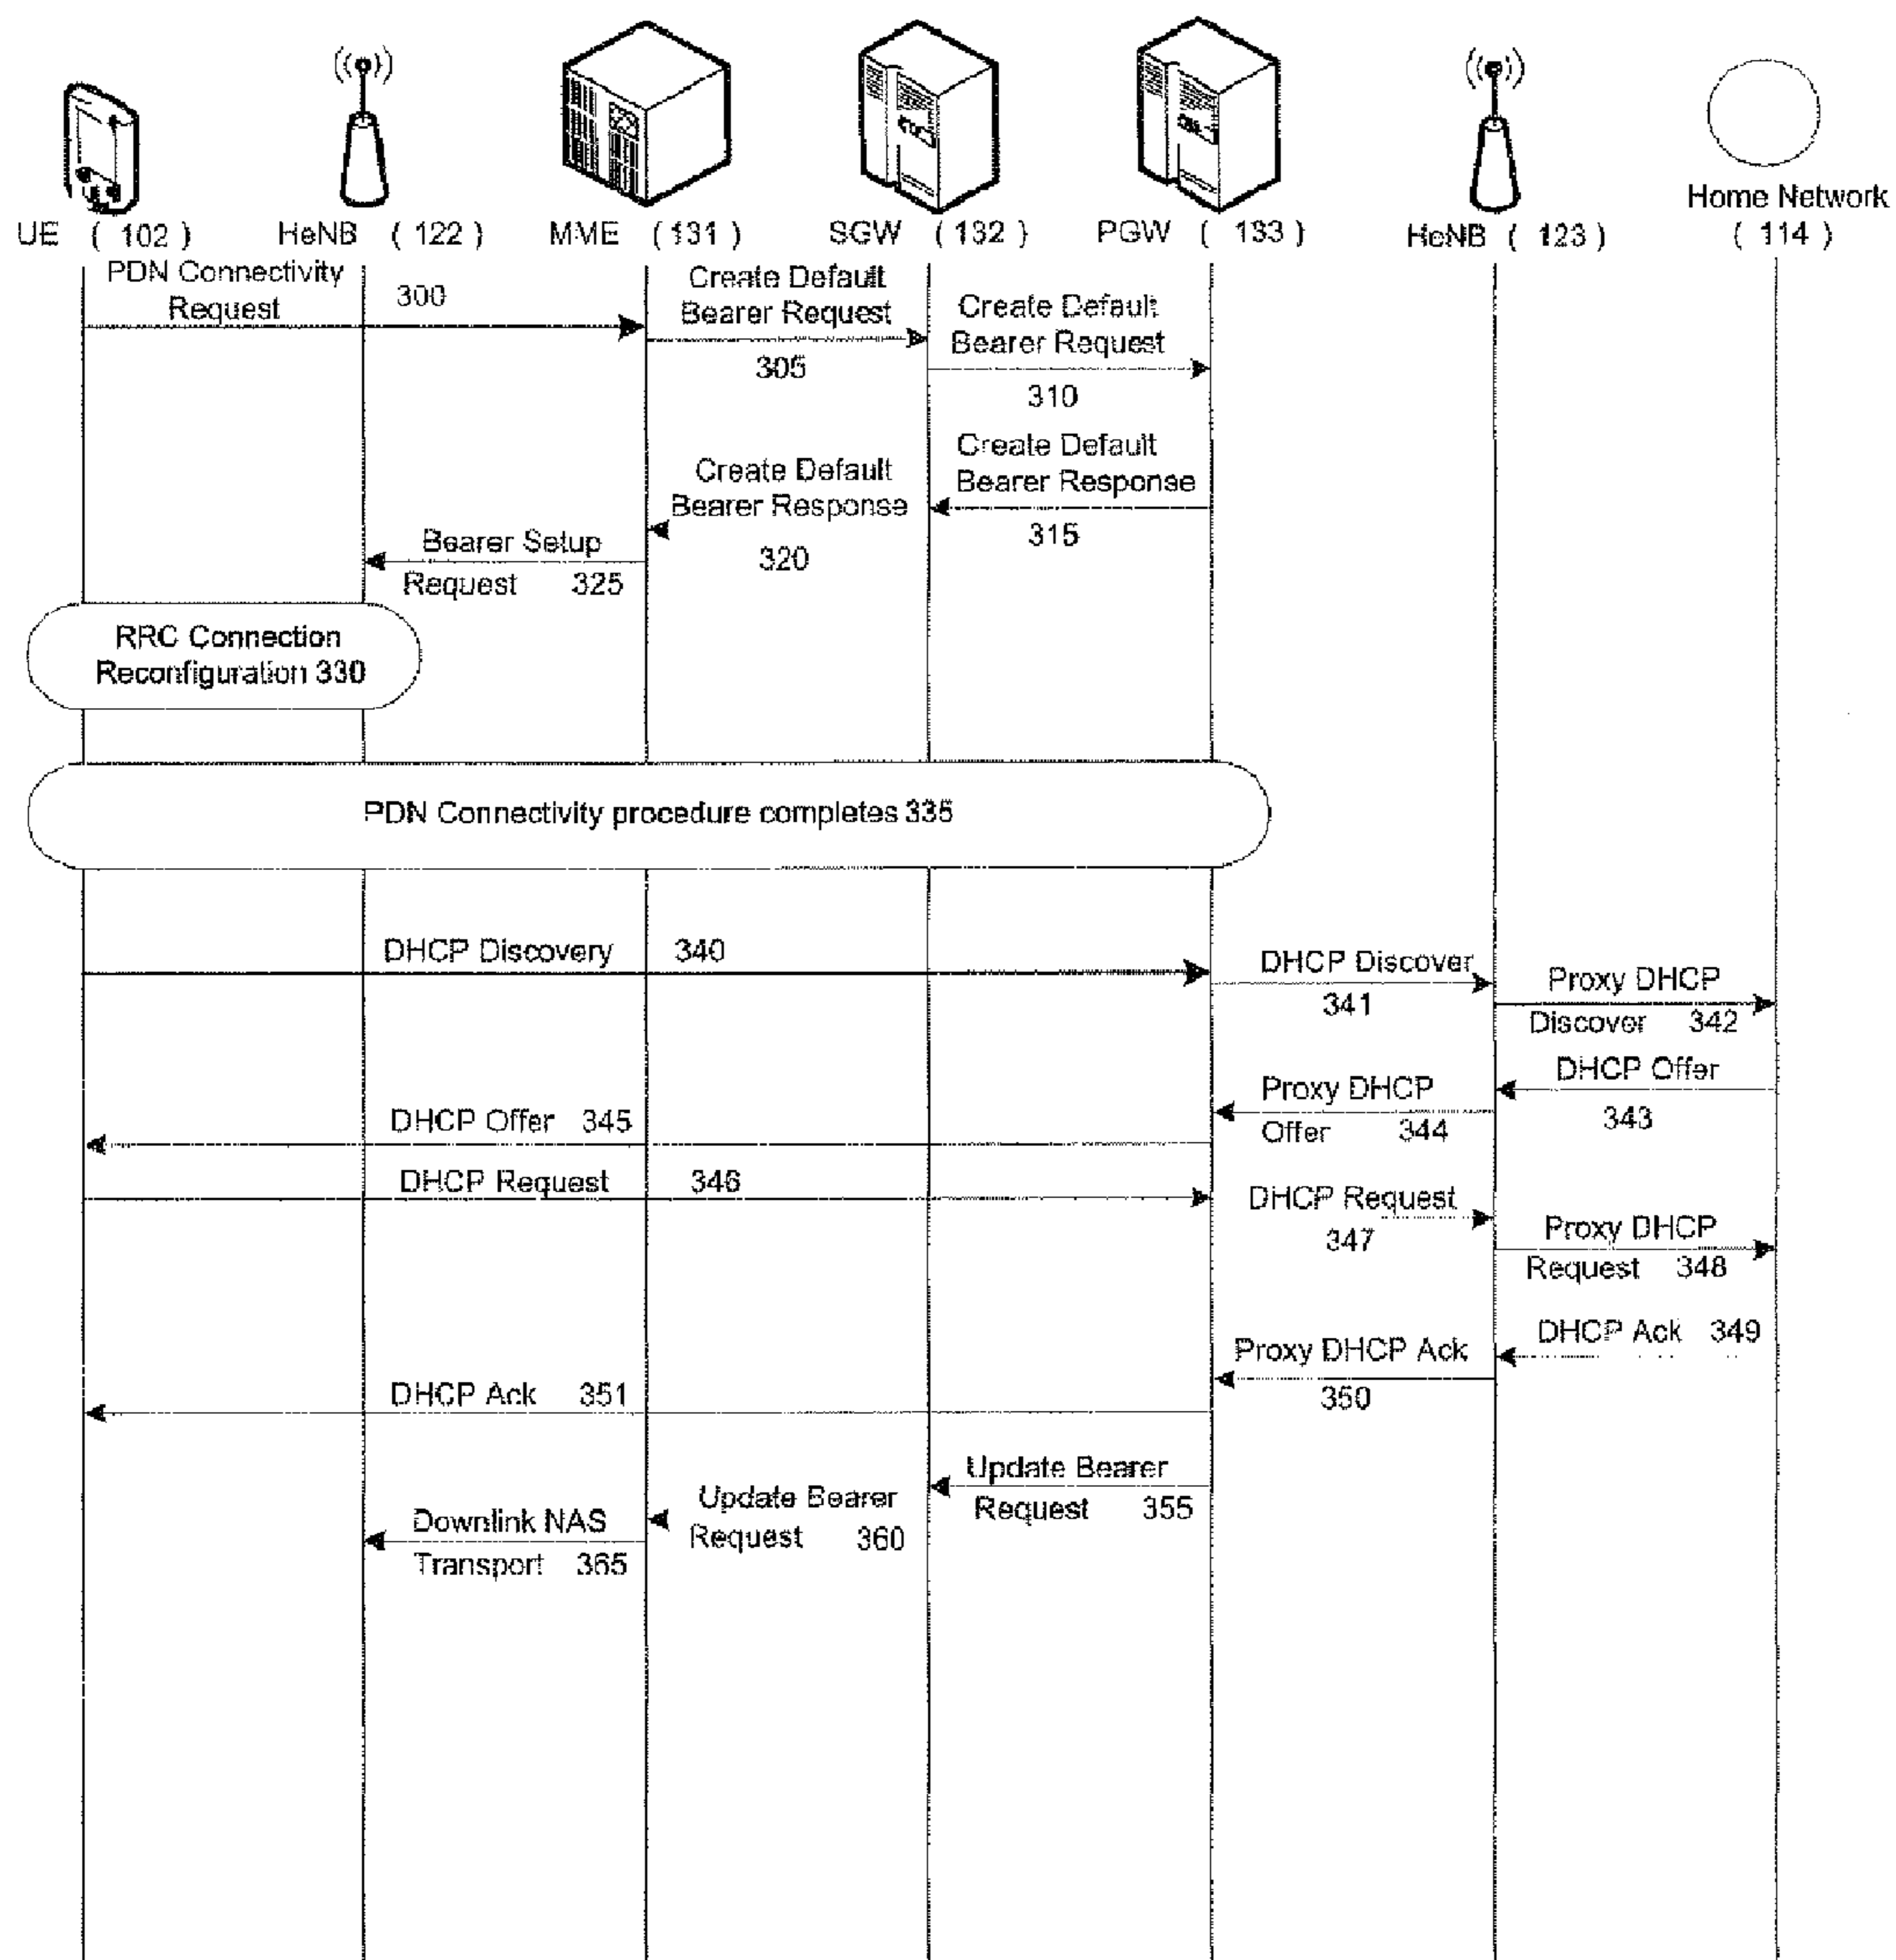 Home Network
UE ( 102 )
HeNB ( 122 )
MME ( 131 )
SGW ( 132 )
PGW ( 133 )
HeNB ( 123 )
( 114 )
PDN Connectivity
Request
300
Create Default
Bearer Request
305
Create Default
Bearer Request
310
Create Default
Bearer Response
315
Create Default
Bearer Response
320
Bearer Setup
Request 325
RRC Connection
Reconfiguration 330
PDN Connectivity procedure completes 335
DHCP Discovery 340
DHCP Discover
341
Proxy DHCP
Discover 342
DHCP Offer
343
Proxy DHCP
Offer 344
DHCP Offer 345
DHCP Request 346
DHCP Request
347
Proxy DHCP
Request 348
DHCP Ack 349
Proxy DHCP Ack
350
DHCP Ack 351
Update Bearer
Request 355
Update Bearer
Request 360
Downlink NAS
Transport 365